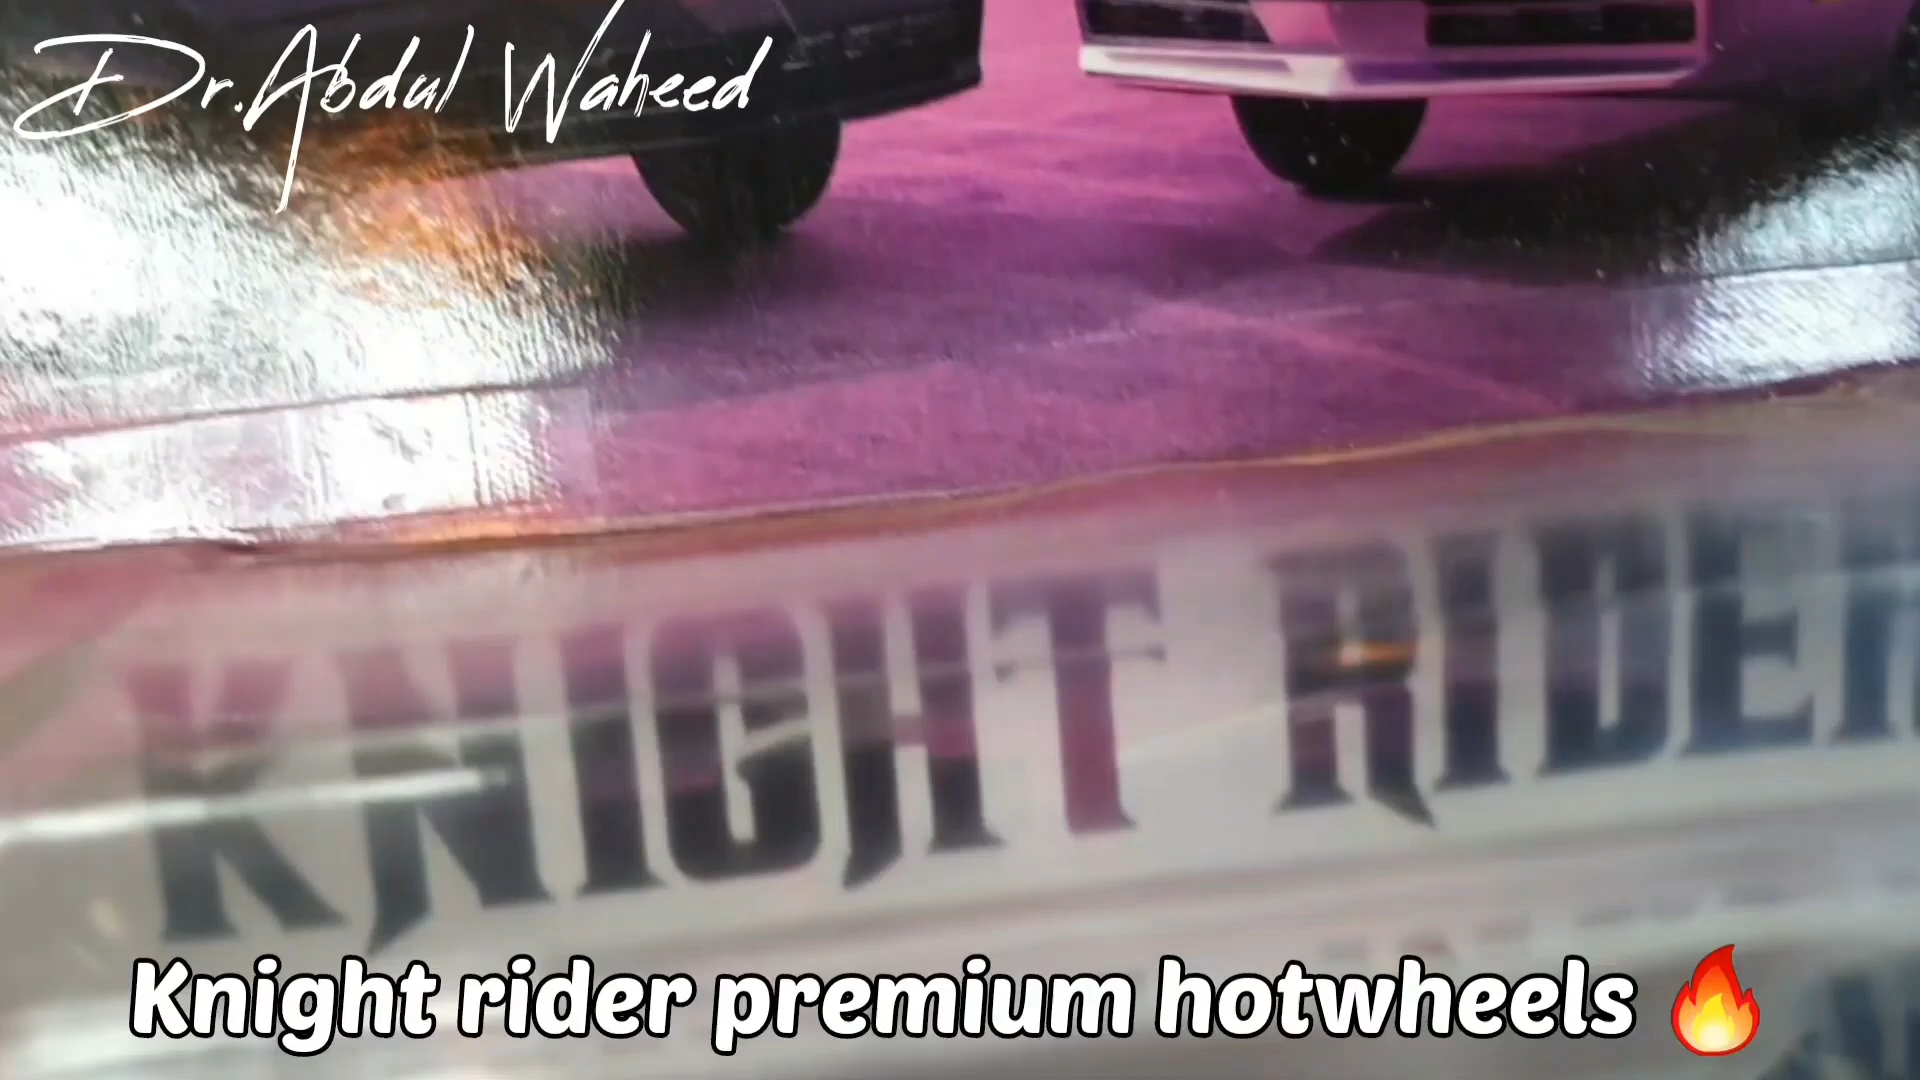 Dr. Abdul Waheed
KNIGHT RIDER
Knight rider premium hotwheels 🔥